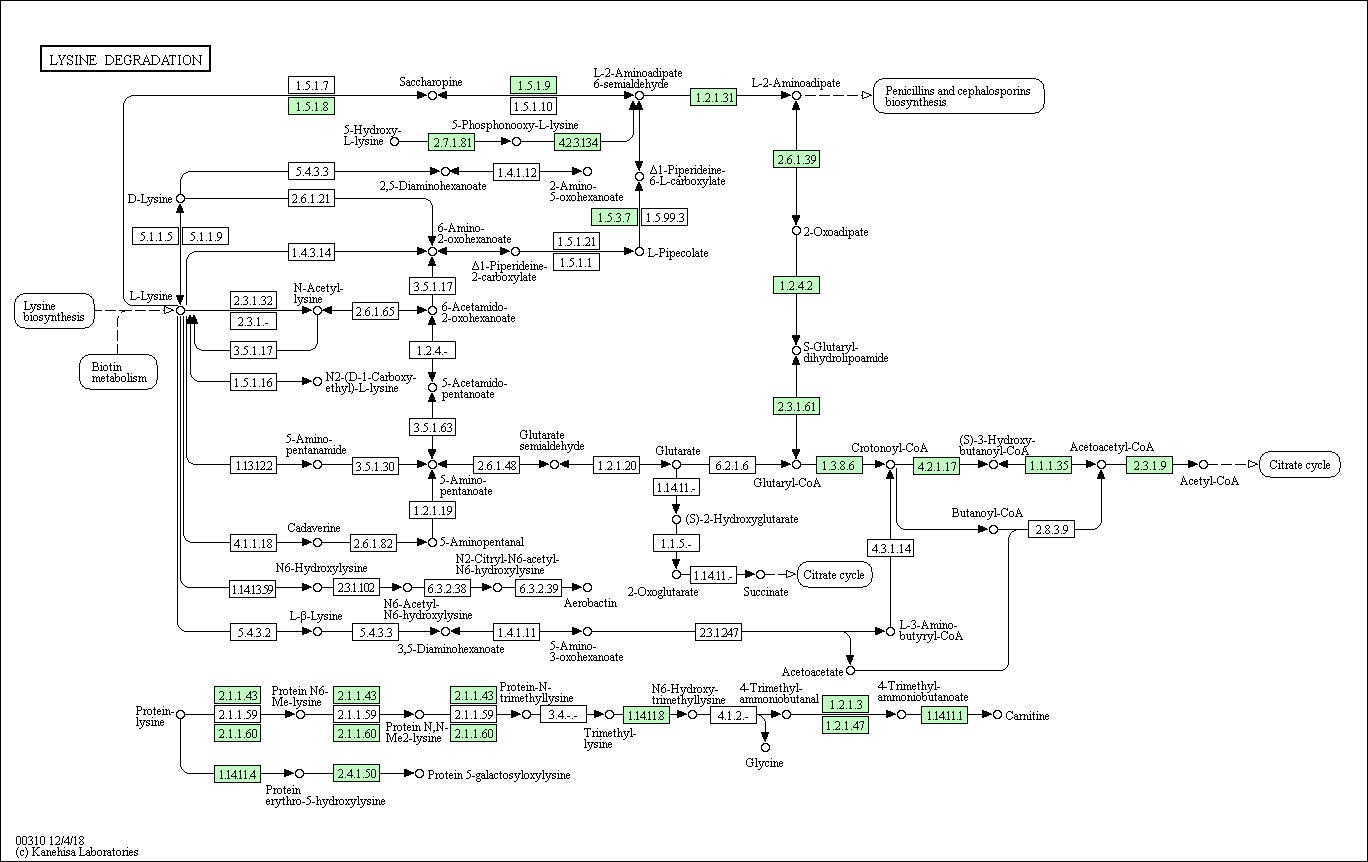 LYSINE DEGRADATION
1.5.1.7
1.5.1.8
Saccharopine
1.5.1.9
1.5.1.10
L-2-Aminoadipate
6-semialdehyde
1.2.1.31
L-2-Aminoadipate
Penicillins and cephalosporins
biosynthesis
5-Hydroxy-
L-lysine
2.7.1.81
5-Phosphonooxy-L-lysine
4.2.3.134
2.6.1.39
5.4.3.3
2,5-Diaminohexanoate
1.4.1.12
2-Amino-
5-oxohexanoate
Δ1-Piperideine-
6-L-carboxylate
D-Lysine
2.6.1.21
1.5.3.7
1.5.99.3
5.1.1.5
5.1.1.9
6-Amino-
2-oxohexanoate
2-Oxoadipate
1.4.3.14
1.5.1.21
1.5.1.1
L-Pipecolate
Δ1-Piperideine-
2-carboxylate
1.2.4.2
3.5.1.17
Lysine
biosynthesis
L-Lysine
2.3.1.32
2.3.1.-
N-Acetyl-
lysine
2.6.1.65
6-Acetamido-
2-oxohexanoate
3.5.1.17
1.2.4.-
S-Glutaryl-
dihydrolipoamide
Biotin
metabolism
1.5.1.16
N2-(D-1-Carboxy-
ethyl)-L-lysine
5-Acetamido-
pentanoate
2.3.1.61
3.5.1.63
5-Amino-
pentanamide
1.13.12.2
3.5.1.30
5-Amino-
pentanoate
2.6.1.48
Glutarate
semialdehyde
1.2.1.20
Glutarate
6.2.1.6
Glutaryl-CoA
1.3.8.6
Crotonoyl-CoA
4.2.1.17
(S)-3-Hydroxy-
butanoyl-CoA
1.1.1.35
Acetoacetyl-CoA
2.3.1.9
Acetyl-CoA
Citrate cycle
1.14.11.-
1.2.1.19
(S)-2-Hydroxyglutarate
Butanoyl-CoA
2.8.3.9
4.1.1.18
Cadaverine
2.6.1.82
5-Aminopentanal
1.1.5.-
4.3.1.14
2-Oxoglutarate
1.14.11.-
Succinate
Citrate cycle
1.14.13.59
N6-Hydroxylysine
2.3.1.102
N6-Acetyl-
N6-hydroxylysine
6.3.2.38
N2-Citryl-N6-acetyl-
N6-hydroxylysine
6.3.2.39
Aerobactin
5.4.3.2
L-β-Lysine
5.4.3.3
3,5-Diaminohexanoate
1.4.1.11
5-Amino-
3-oxohexanoate
2.3.1.247
L-3-Amino-
butyryl-CoA
Acetoacetate
Protein-
lysine
2.1.1.43
2.1.1.59
2.1.1.60
Protein N6-
Me-lysine
2.1.1.43
2.1.1.59
2.1.1.60
Protein N,N-
Me2-lysine
2.1.1.43
2.1.1.59
2.1.1.60
Protein-N-
trimethyllysine
3.4.-.-
Trimethyl-
lysine
1.14.11.8
N6-Hydroxy-
trimethyllysine
4.1.2.-
Glycine
4-Trimethyl-
ammoniobutanal
1.2.1.3
1.2.1.47
4-Trimethyl-
ammoniobutanoate
1.14.11.1
Carnitine
1.14.11.4
Protein
erythro-5-hydroxylysine
2.4.1.50
Protein 5-galactosyloxylysine
00310 12/4/18
(c) Kanehisa Laboratories